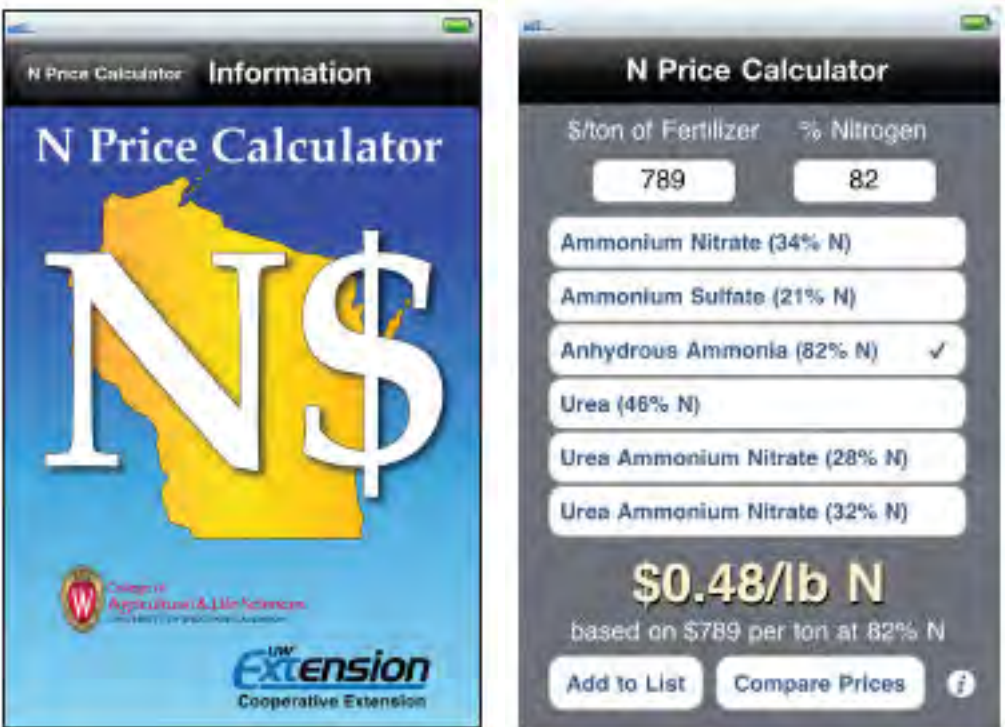 N Price Calculator Information
N Price Calculator
N$
W
College of
Agricultural & Life Sciences
UW
Extension
Cooperative Extension
N Price Calculator
$/ton of Fertilizer % Nitrogen
789 82
Ammonium Nitrate (34% N)
Ammonium Sulfate (21% N)
Anhydrous Ammonia (82% N) ✓
Urea (46% N)
Urea Ammonium Nitrate (28% N)
Urea Ammonium Nitrate (32% N)
$0.48/lb N
based on $789 per ton at 82% N
Add to List Compare Prices i